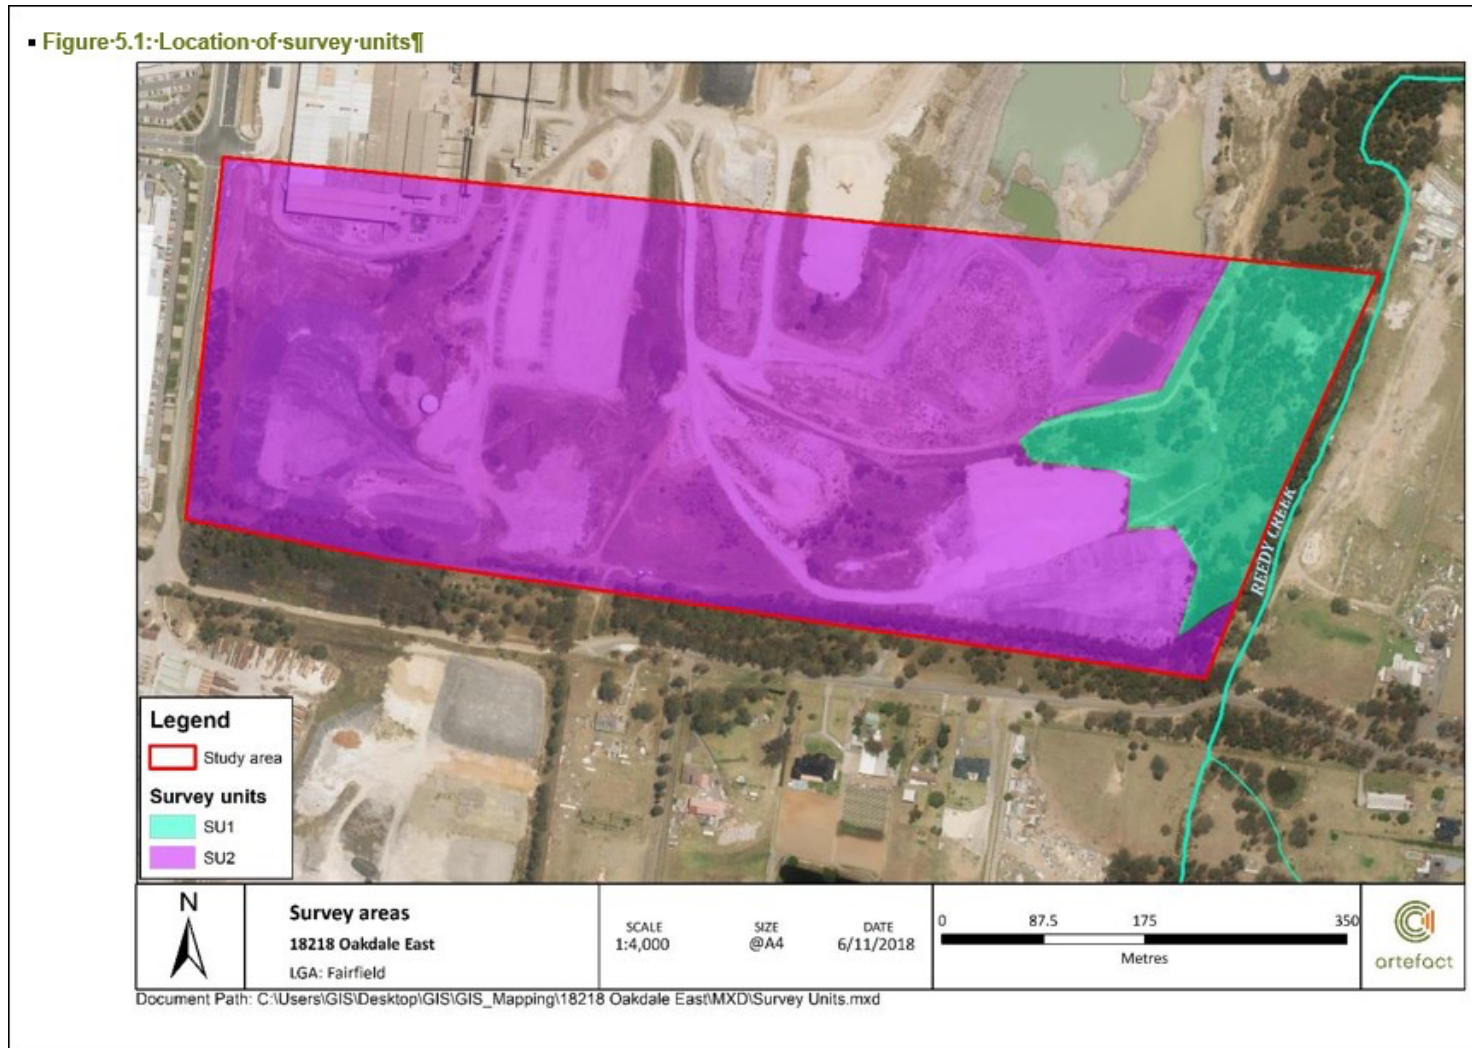 ▪ Figure·5.1:·Location·of·survey·units¶
REEDY CREEK
Legend
Study area
Survey units
SU1
SU2
N
Survey areas
18218 Oakdale East
LGA: Fairfield
SCALE
1:4,000
SIZE
@A4
DATE
6/11/2018
0 87.5 175 350
Metres
artefact
Document Path: C:\Users\GIS\Desktop\GIS\GIS_Mapping\18218 Oakdale East\MXD\Survey Units.mxd